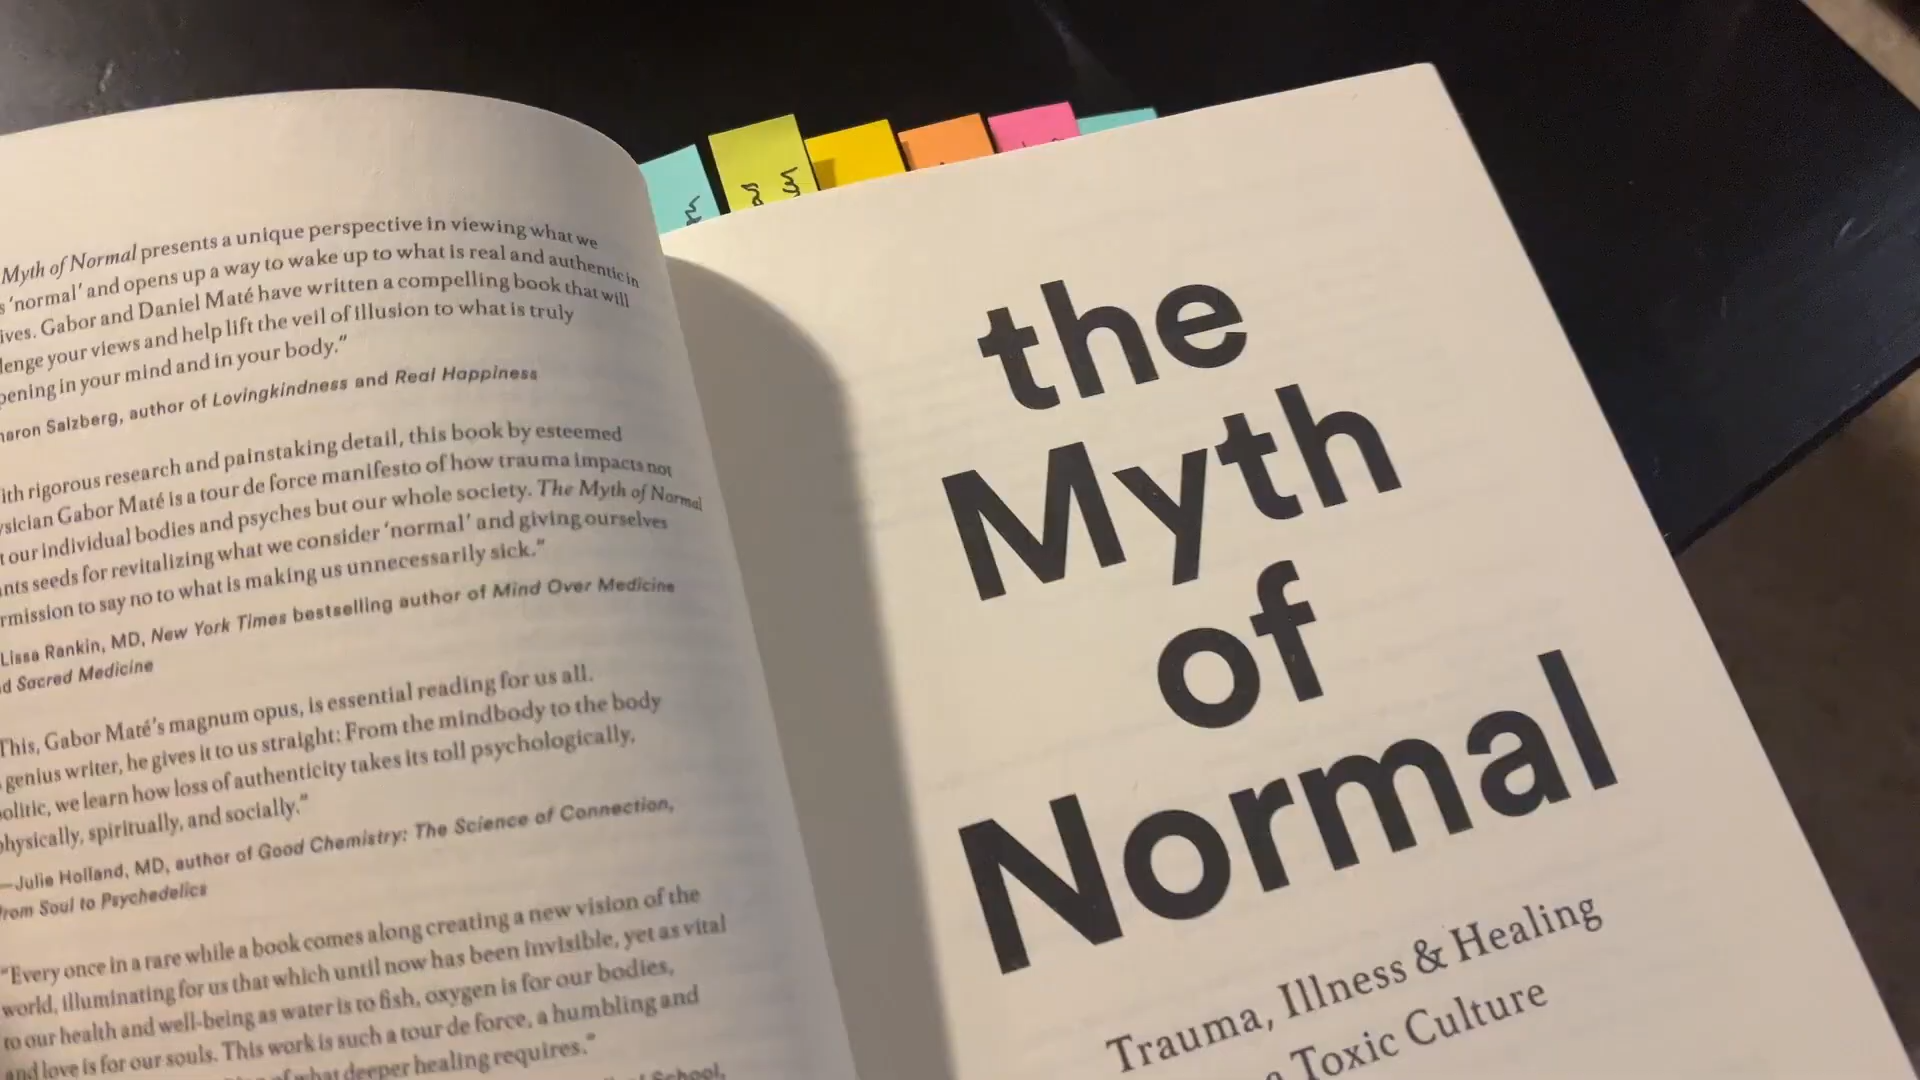 Myth of Normal presents a unique perspective in viewing what we
'normal' and opens up a way to wake up to what is real and authentic in
ives. Gabor and Daniel Maté have written a compelling book that will
lenge your views and help lift the veil of illusion to what is truly
pening in your mind and in your body."
haron Salzberg, author of Lovingkindness and Real Happiness
ith rigorous research and painstaking detail, this book by esteemed
ysician Gabor Maté is a tour de force manifesto of how trauma impacts not
t our individual bodies and psyches but our whole society. The Myth of Normal
ants seeds for revitalizing what we consider 'normal' and giving ourselves
rmission to say no to what is making us unnecessarily sick."
Lissa Rankin, MD, New York Times bestselling author of Mind Over Medicine
d Sacred Medicine
This, Gabor Maté's magnum opus, is essential reading for us all.
genius writer, he gives it to us straight: From the mindbody to the body
olitic, we learn how loss of authenticity takes its toll psychologically,
physically, spiritually, and socially."
—Julie Holland, MD, author of Good Chemistry: The Science of Connection,
from Soul to Psychedelics
"Every once in a rare while a book comes along creating a new vision of the
world, illuminating for us that which until now has been invisible, yet as vital
to our health and well-being as water is to fish, oxygen is for our bodies,
and love is for our souls. This work is such a tour de force, a humbling and
of what deeper healing requires."
School,
the
Myth
of
Normal
Trauma, Illness & Healing
a Toxic Culture